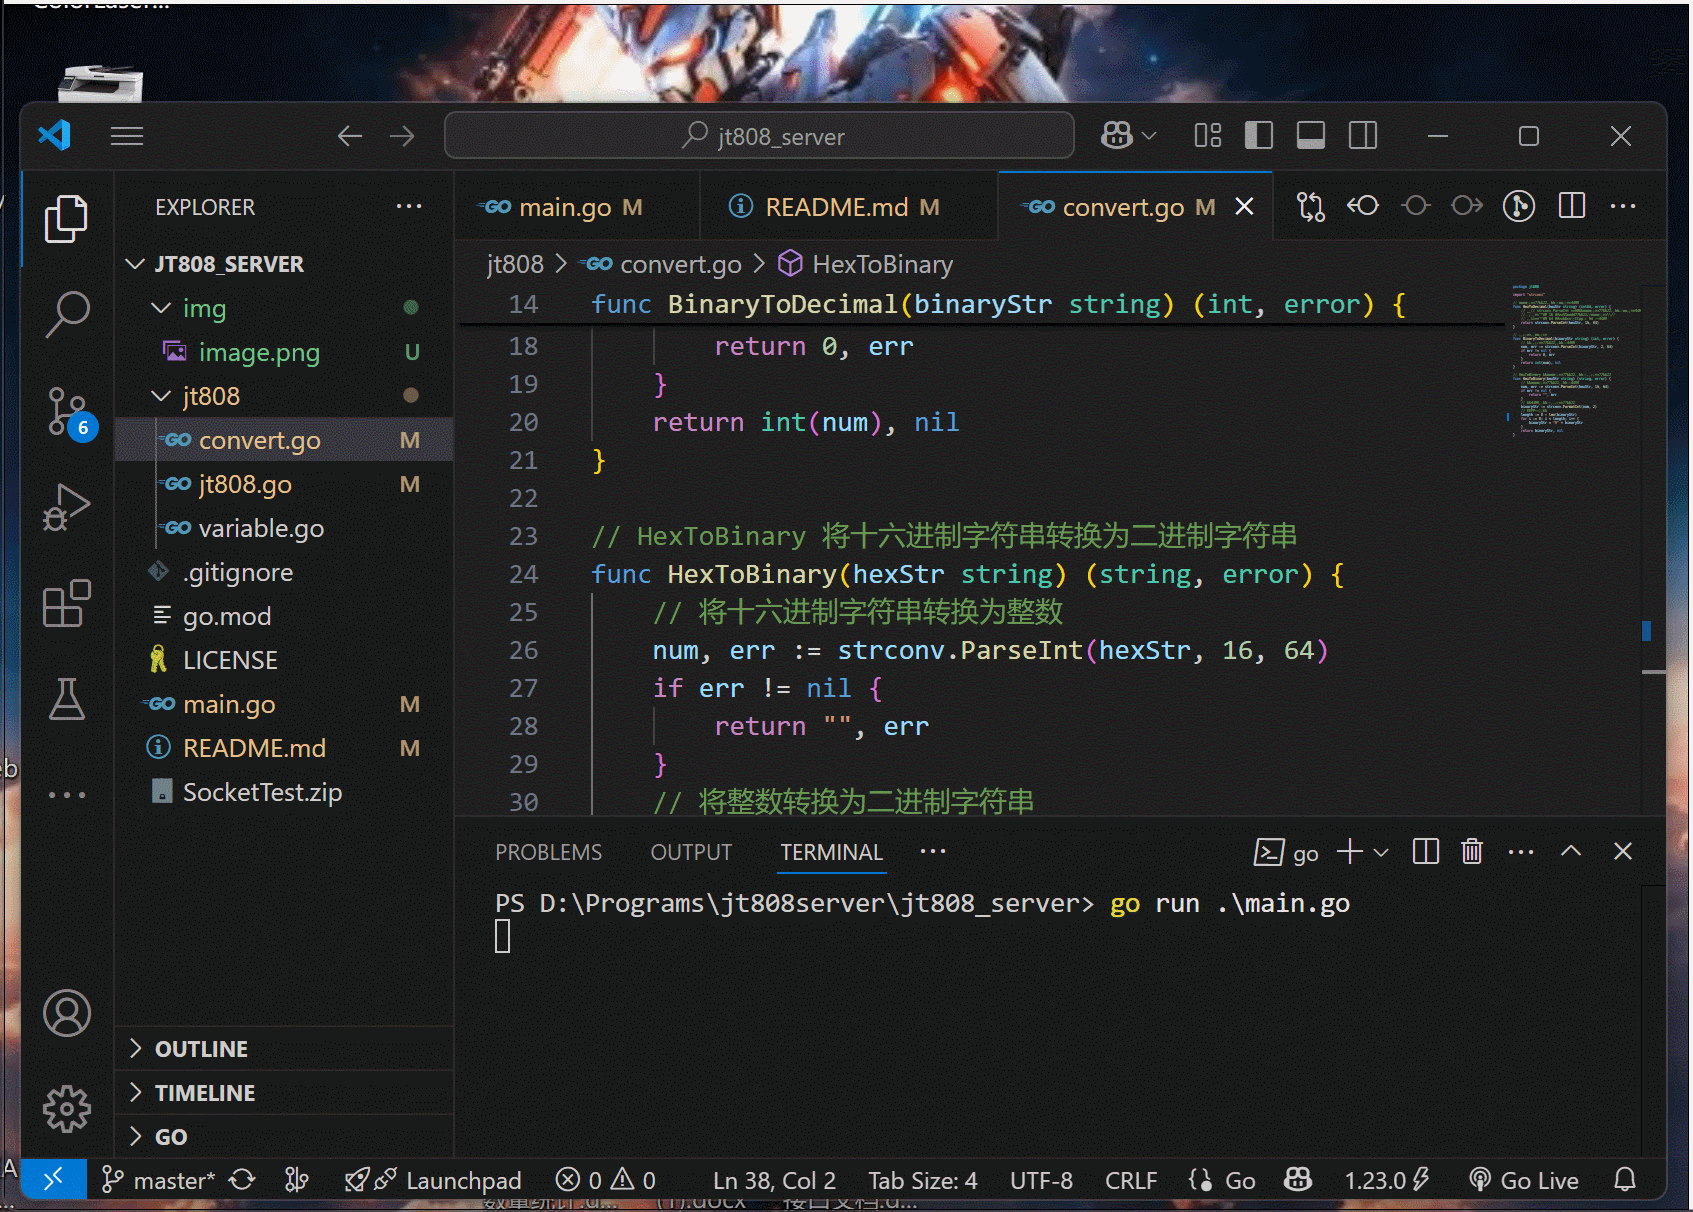 jt808_server
EXPLORER
JT808_SERVER
img
image.png U
jt808
convert.go M
jt808.go M
variable.go
.gitignore
go.mod
LICENSE
main.go M
README.md M
SocketTest.zip
6
OUTLINE
TIMELINE
GO
main.go M
README.md M
convert.go M
jt808 > convert.go > HexToBinary
14 func BinaryToDecimal(binaryStr string) (int, error) {
18 return 0, err
19 }
20 return int(num), nil
21 }
22
23 // HexToBinary 将十六进制字符串转换为二进制字符串
24 func HexToBinary(hexStr string) (string, error) {
25 // 将十六进制字符串转换为整数
26 num, err := strconv.ParseInt(hexStr, 16, 64)
27 if err != nil {
28 return "", err
29 }
30 // 将整数转换为二进制字符串
PROBLEMS OUTPUT TERMINAL
go
PS D:\Programs\jt808server\jt808_server> go run .\main.go
master* Launchpad 0 0 Ln 38, Col 2 Tab Size: 4 UTF-8 CRLF Go 1.23.0 Go Live